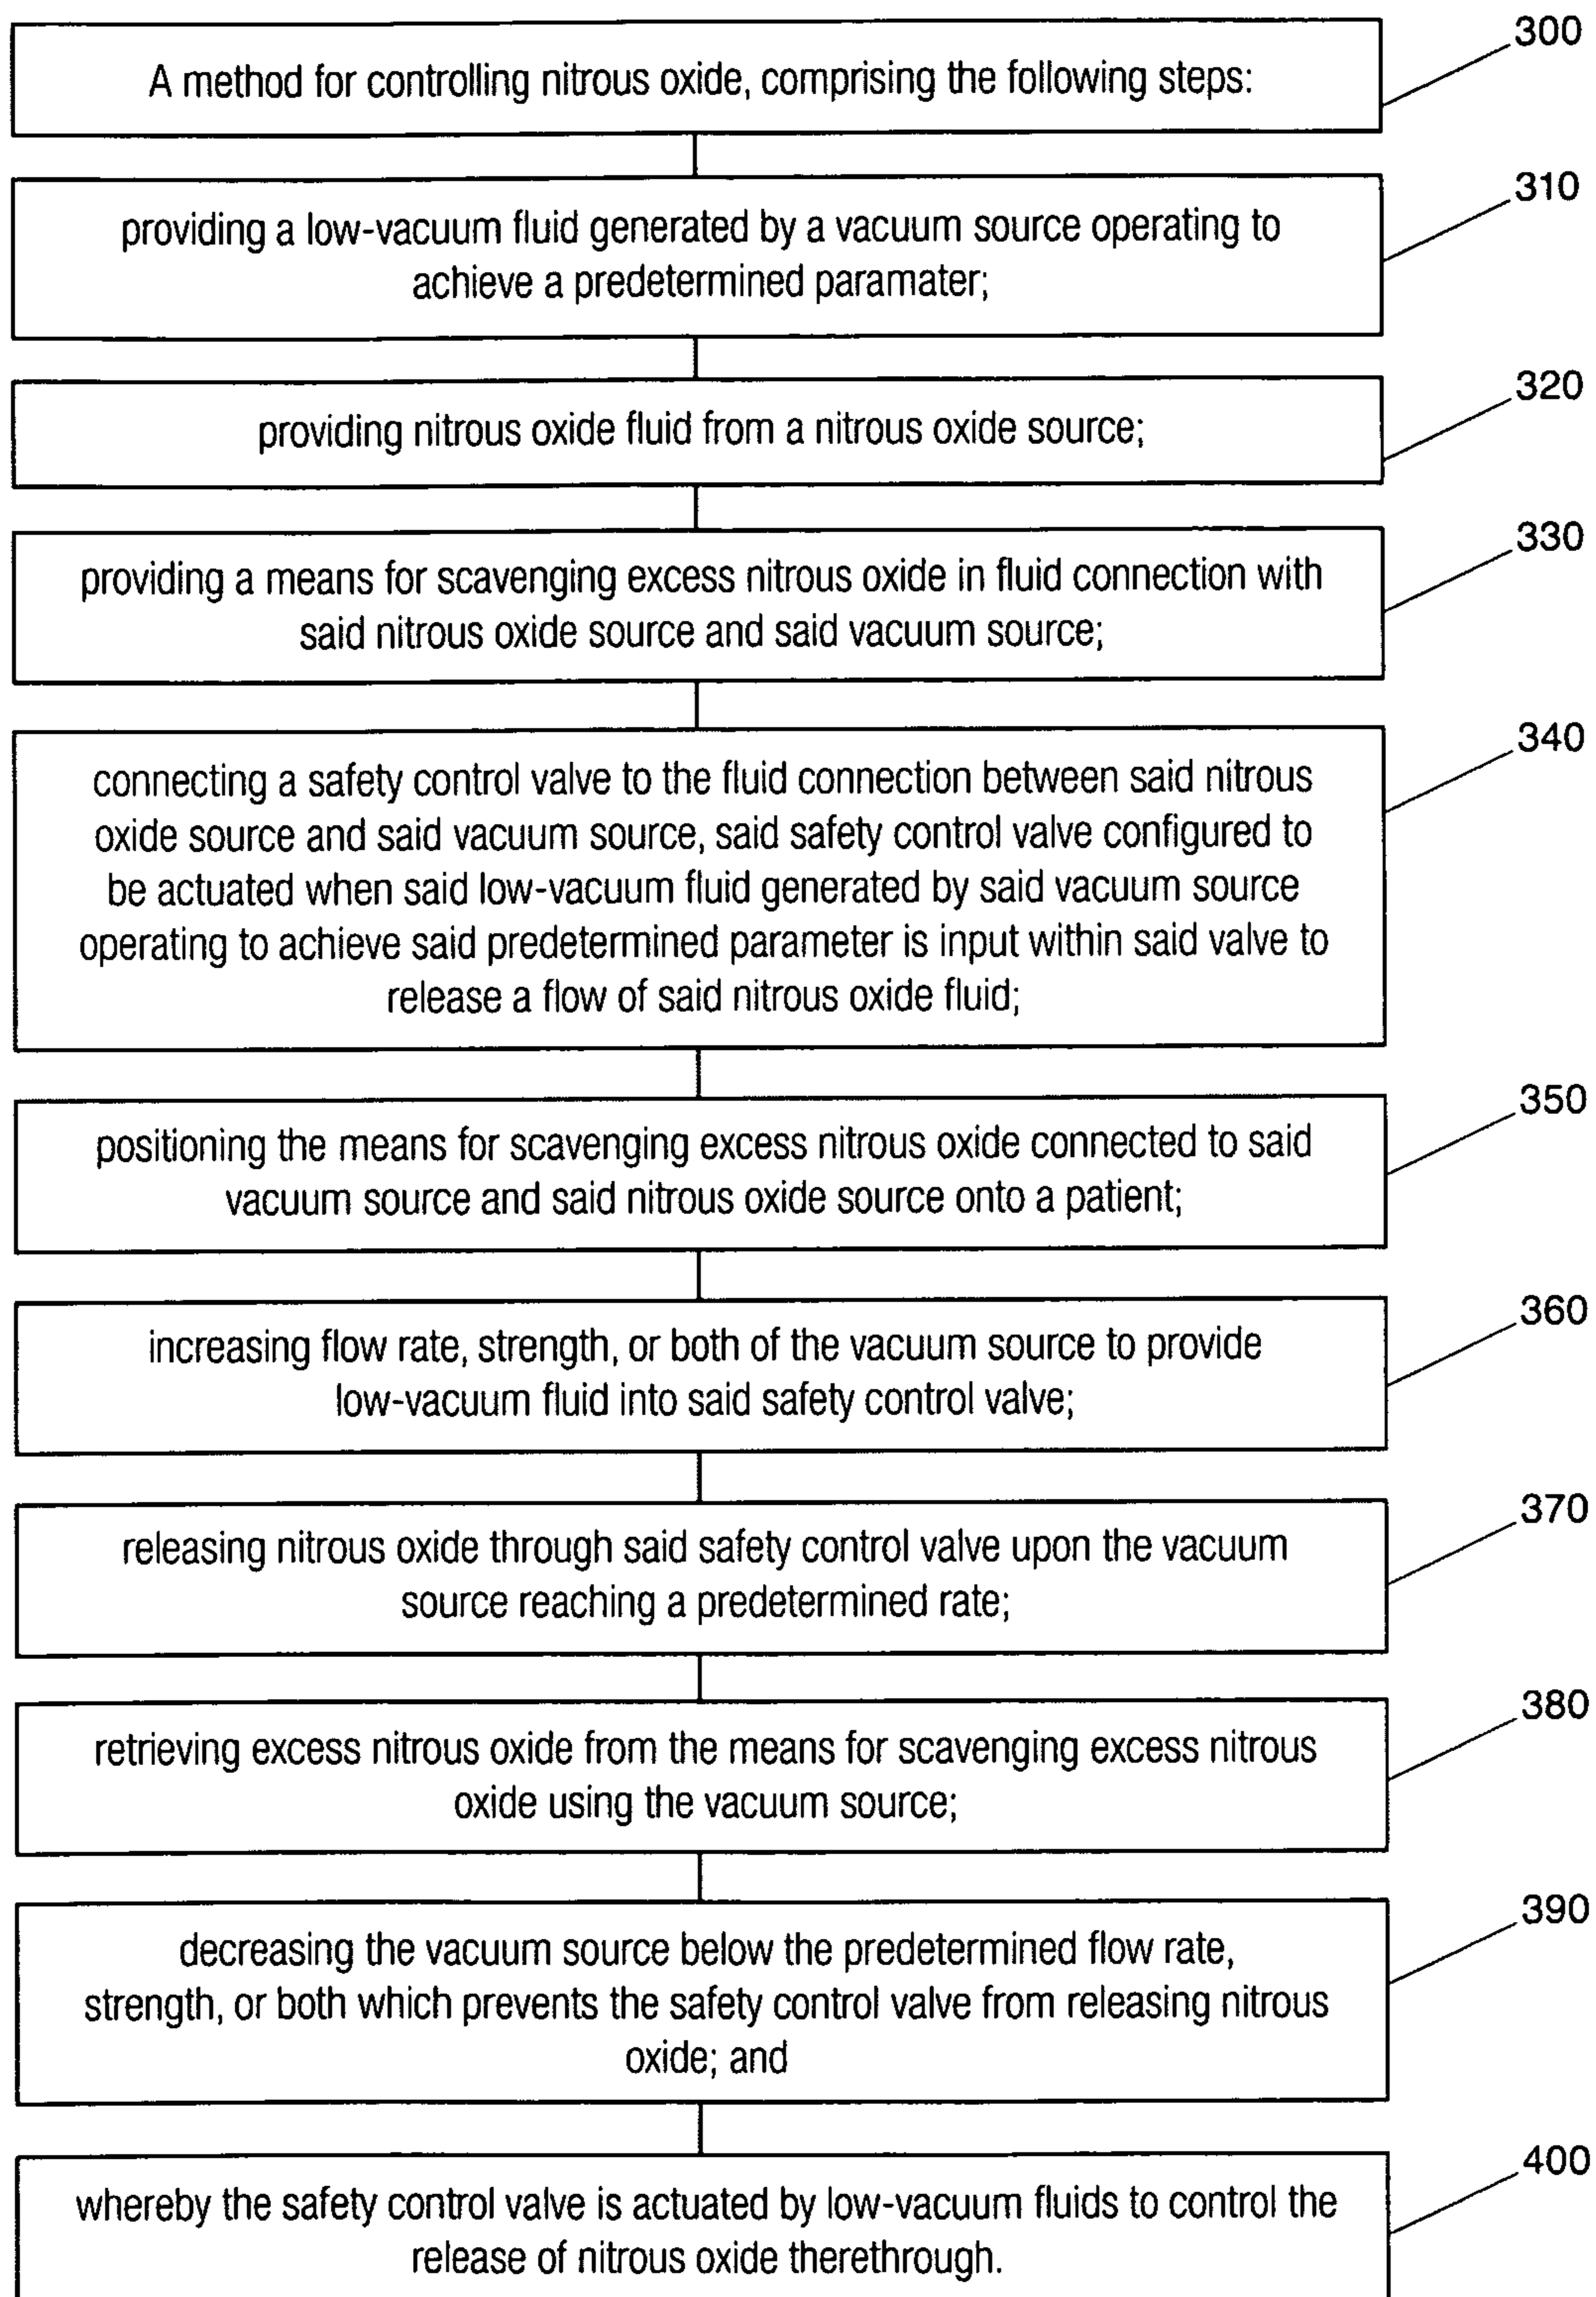 300
A method for controlling nitrous oxide, comprising the following steps:
310
providing a low-vacuum fluid generated by a vacuum source operating to
achieve a predetermined paramater;
320
providing nitrous oxide fluid from a nitrous oxide source;
330
providing a means for scavenging excess nitrous oxide in fluid connection with
said nitrous oxide source and said vacuum source;
340
connecting a safety control valve to the fluid connection between said nitrous
oxide source and said vacuum source, said safety control valve configured to
be actuated when said low-vacuum fluid generated by said vacuum source
operating to achieve said predetermined parameter is input within said valve to
release a flow of said nitrous oxide fluid;
350
positioning the means for scavenging excess nitrous oxide connected to said
vacuum source and said nitrous oxide source onto a patient;
360
increasing flow rate, strength, or both of the vacuum source to provide
low-vacuum fluid into said safety control valve;
370
releasing nitrous oxide through said safety control valve upon the vacuum
source reaching a predetermined rate;
380
retrieving excess nitrous oxide from the means for scavenging excess nitrous
oxide using the vacuum source;
390
decreasing the vacuum source below the predetermined flow rate,
strength, or both which prevents the safety control valve from releasing nitrous
oxide; and
400
whereby the safety control valve is actuated by low-vacuum fluids to control the
release of nitrous oxide therethrough.